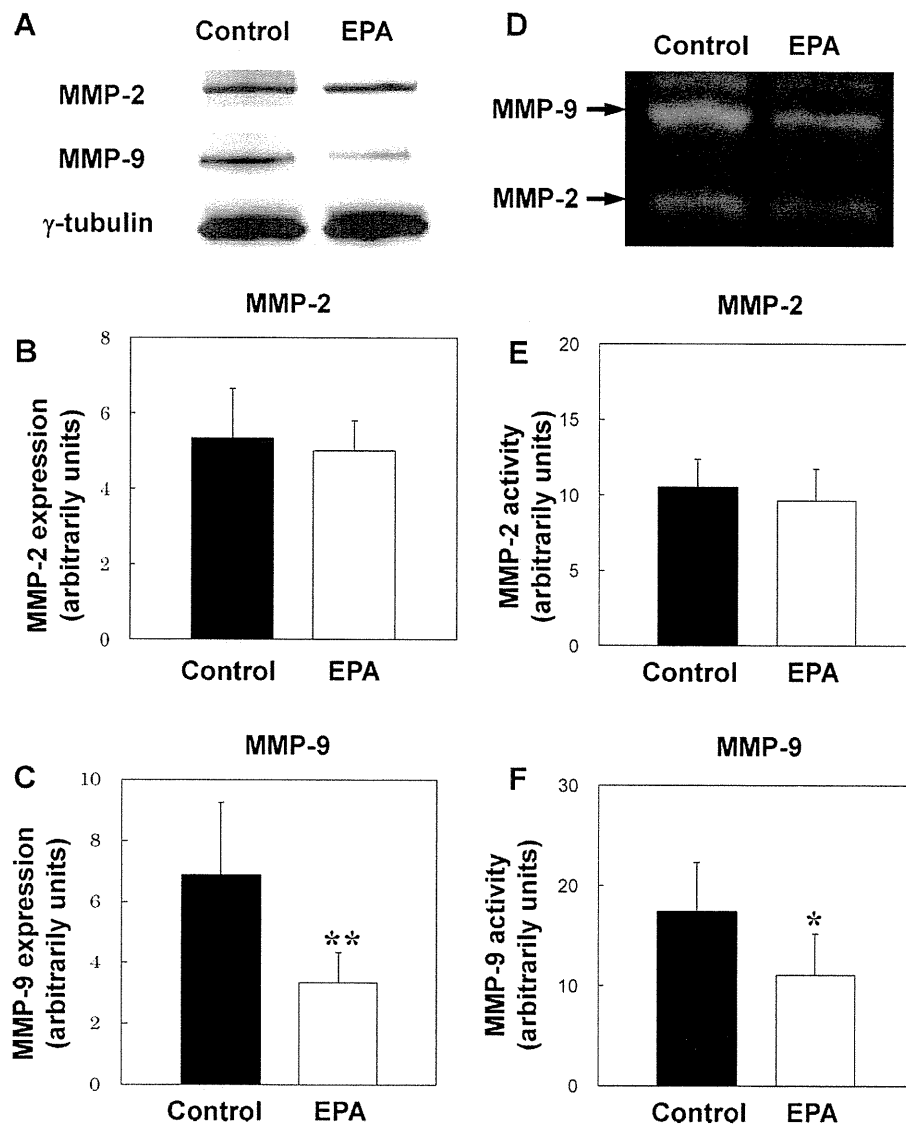 A
Control EPA
MMP-2
MMP-9
γ-tubulin
D
Control EPA
MMP-9
MMP-2
MMP-2
B
MMP-2 expression
(arbitrarily units)
8
6
4
2
0
Control EPA
MMP-2
E
MMP-2 activity
(arbitrarily units)
20
15
10
5
0
Control EPA
MMP-9
C
MMP-9 expression
(arbitrarily units)
10
8
6
4
2
0
**
Control EPA
MMP-9
F
MMP-9 activity
(arbitrarily units)
30
20
10
0
*
Control EPA